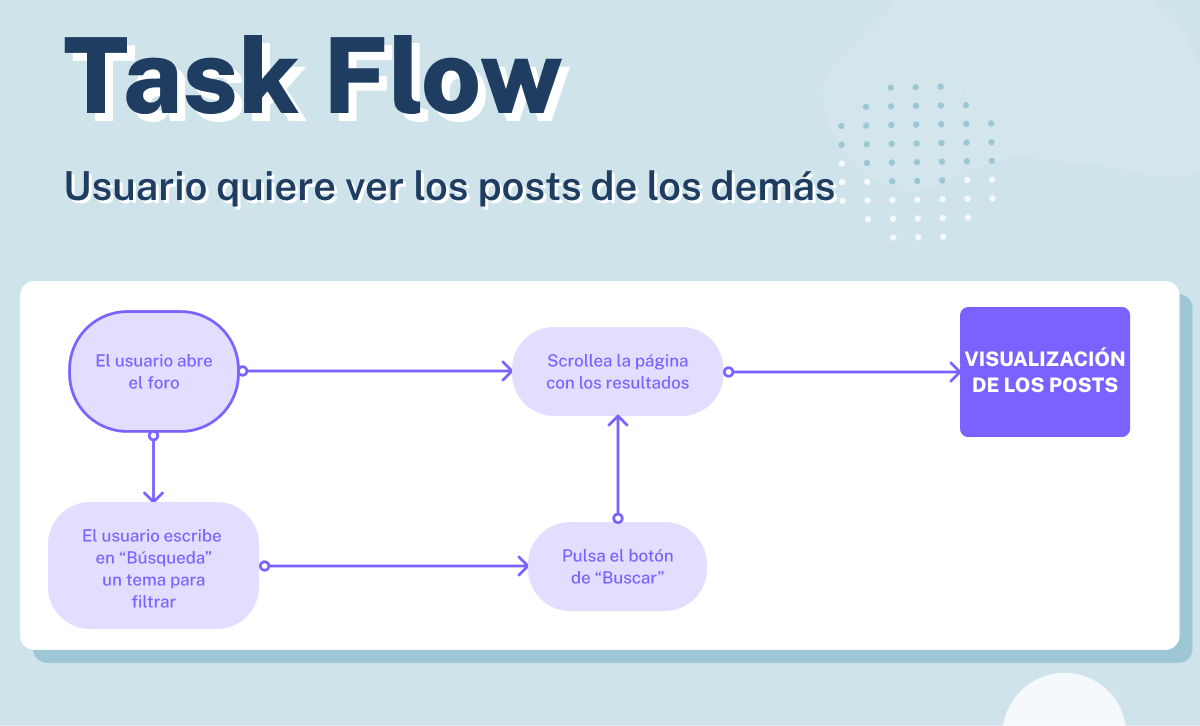 Task Flow
Usuario quiere ver los posts de los demás
El usuario abre
el foro
Scrollea la página
con los resultados
VISUALIZACIÓN
DE LOS POSTS
El usuario escribe
en “Búsqueda”
un tema para
filtrar
Pulsa el botón
de “Buscar”